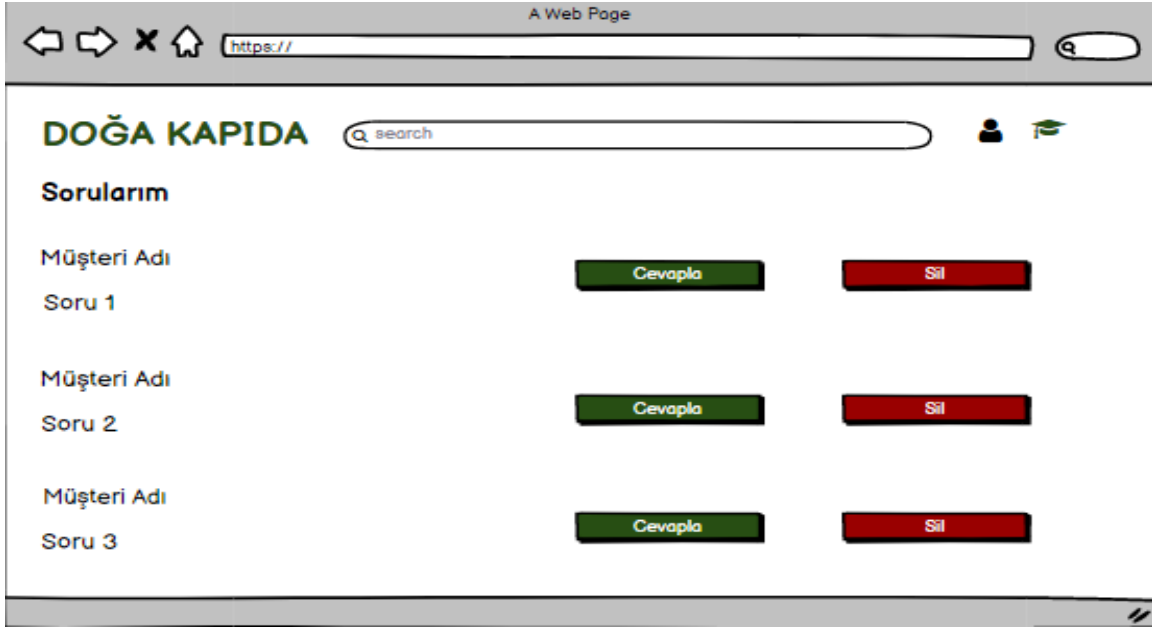 A Web Page
https://
DOĞA KAPIDA
search
Sorularım
Müşteri Adı
Cevapla
Sil
Soru 1
Müşteri Adı
Cevapla
Sil
Soru 2
Müşteri Adı
Cevapla
Sil
Soru 3